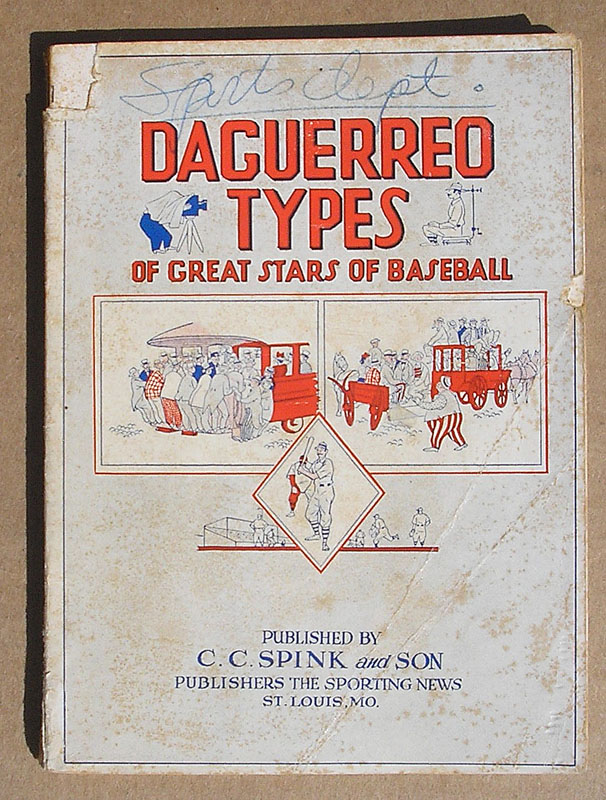 Sports dept.
DAGUERREO
TYPES
OF GREAT STARS OF BASEBALL
PUBLISHED BY
C. C. SPINK and SON
PUBLISHERS THE SPORTING NEWS
ST. LOUIS, MO.